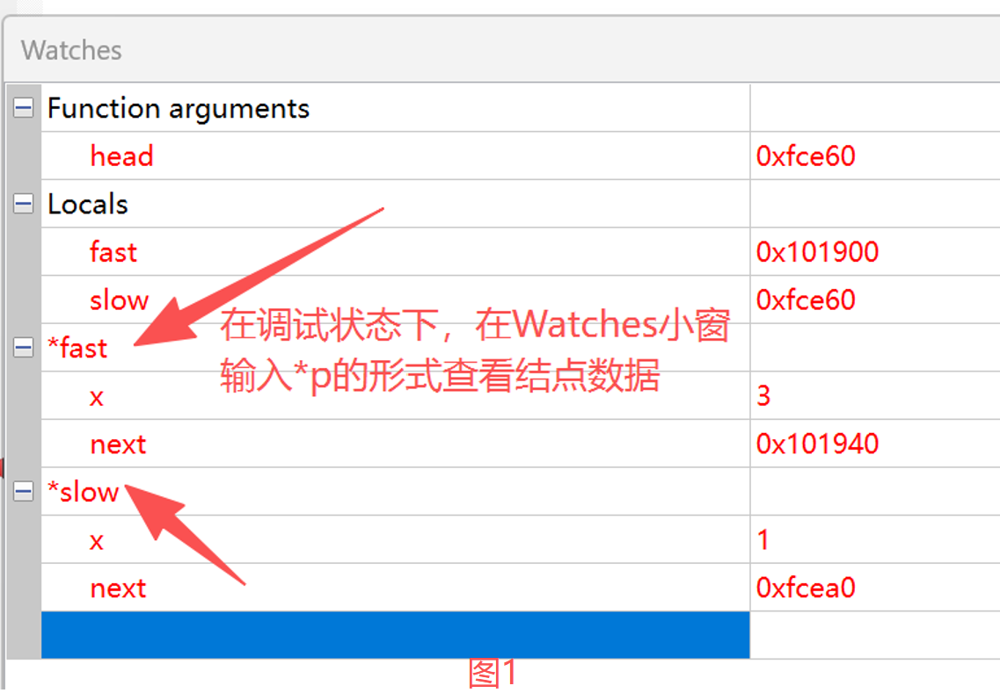 Watches
Function arguments
head 0xfce60
Locals
fast 0x101900
slow 0xfce60
在调试状态下，在Watches小窗
输入*p的形式查看结点数据
*fast
x 3
next 0x101940
*slow
x 1
next 0xfcea0
图1